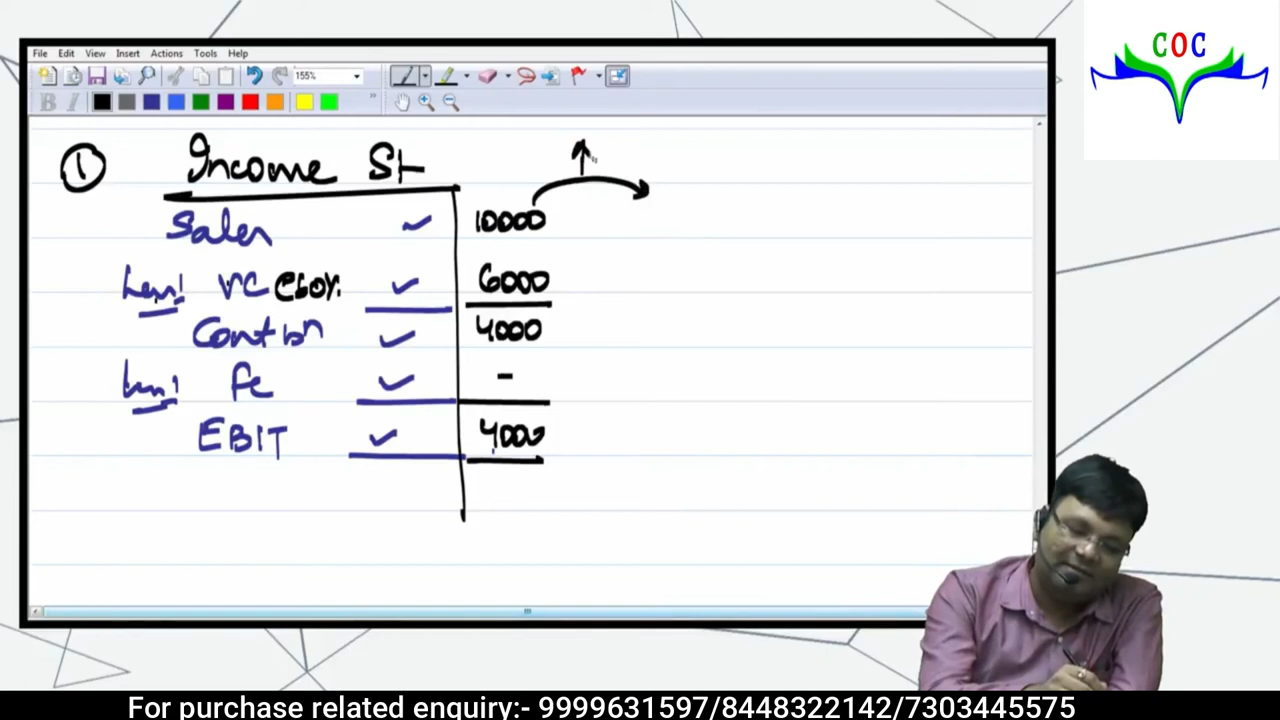 COC
File Edit View Insert Actions Tools Help
155%
B I
① Income St
Sales 10000
Less: VC @60%. 6000
Contbn 4000
Less: FC -
EBIT 4000
For purchase related enquiry:- 9999631597/8448322142/7303445575